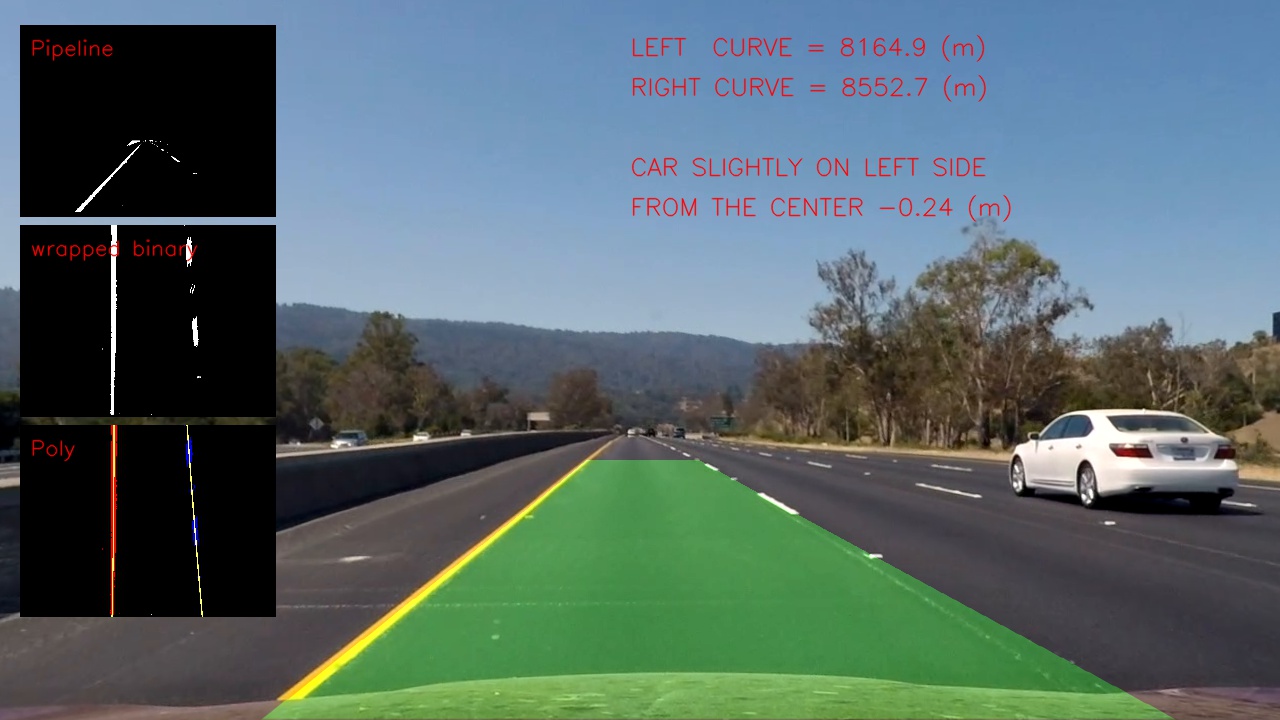 Pipeline
LEFT CURVE = 8164.9 (m)
RIGHT CURVE = 8552.7 (m)
CAR SLIGHTLY ON LEFT SIDE
FROM THE CENTER -0.24 (m)
wrapped binary
Poly